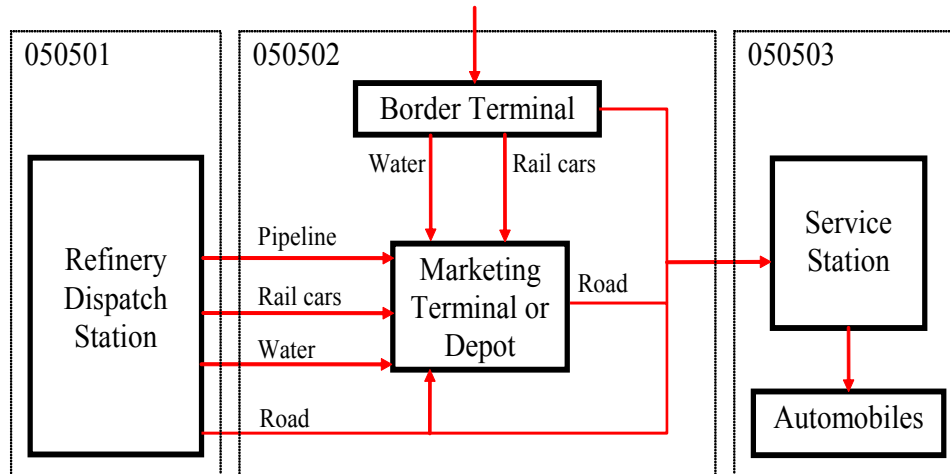 050501
050502
050503
Border Terminal
Water
Rail cars
Refinery
Dispatch
Station
Pipeline
Rail cars
Water
Road
Marketing
Terminal or
Depot
Road
Service
Station
Automobiles